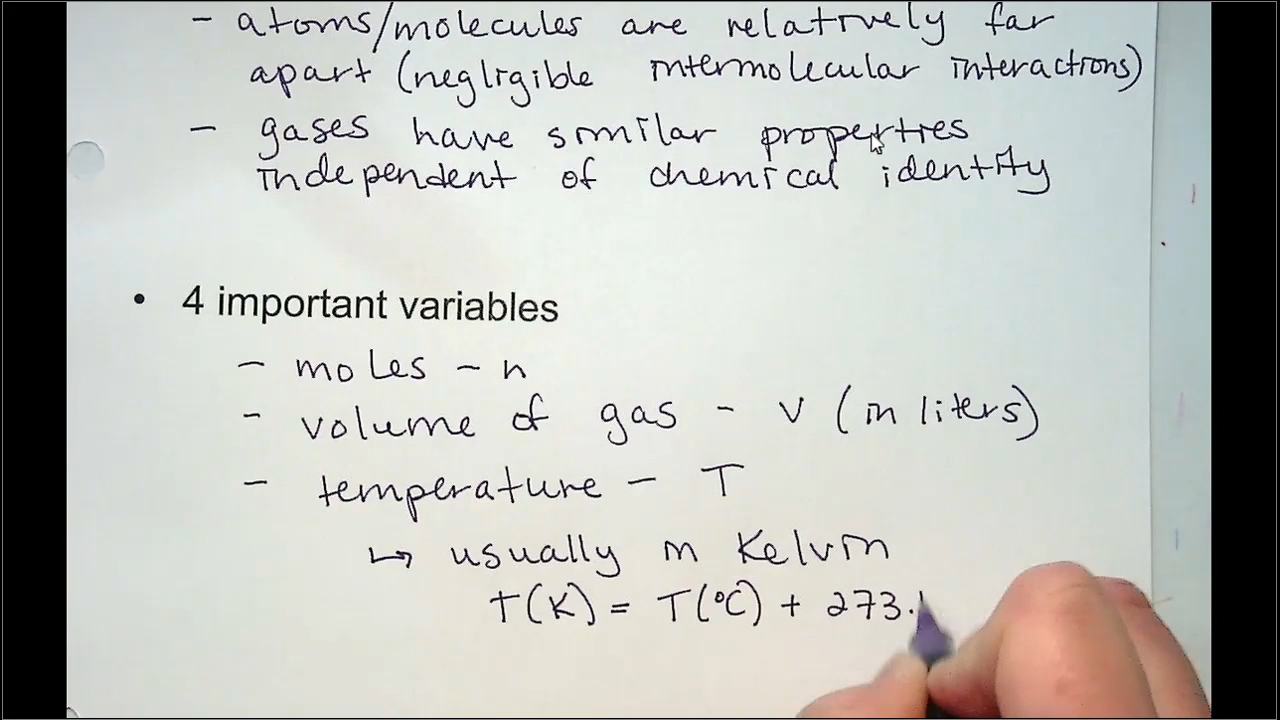 - atoms/molecules are relatively far
apart (negligible intermolecular interactions)
- gases have similar properties
independent of chemical identity
• 4 important variables
- moles - n
- volume of gas - V (in liters)
- temperature - T
↳ usually in Kelvin
T(K) = T(°C) + 273.1